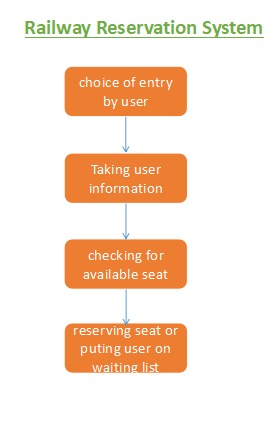 Railway Reservation System
choice of entry
by user
Taking user
information
checking for
available seat
reserving seat or
puting user on
waiting list